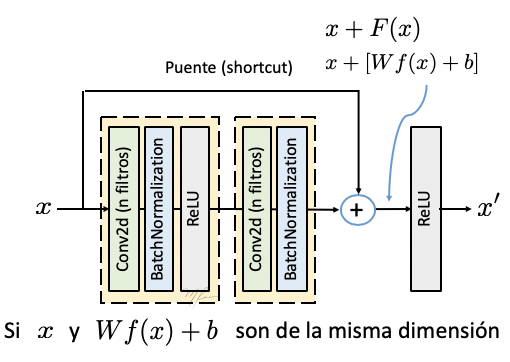 x + F(x)
Puente (shortcut)
x + [Wf(x) + b]
x
Conv2d (n filtros)
BatchNormalization
ReLU
Conv2d (n filtros)
BatchNormalization
+
ReLU
x′
Si x y Wf(x) + b son de la misma dimensión